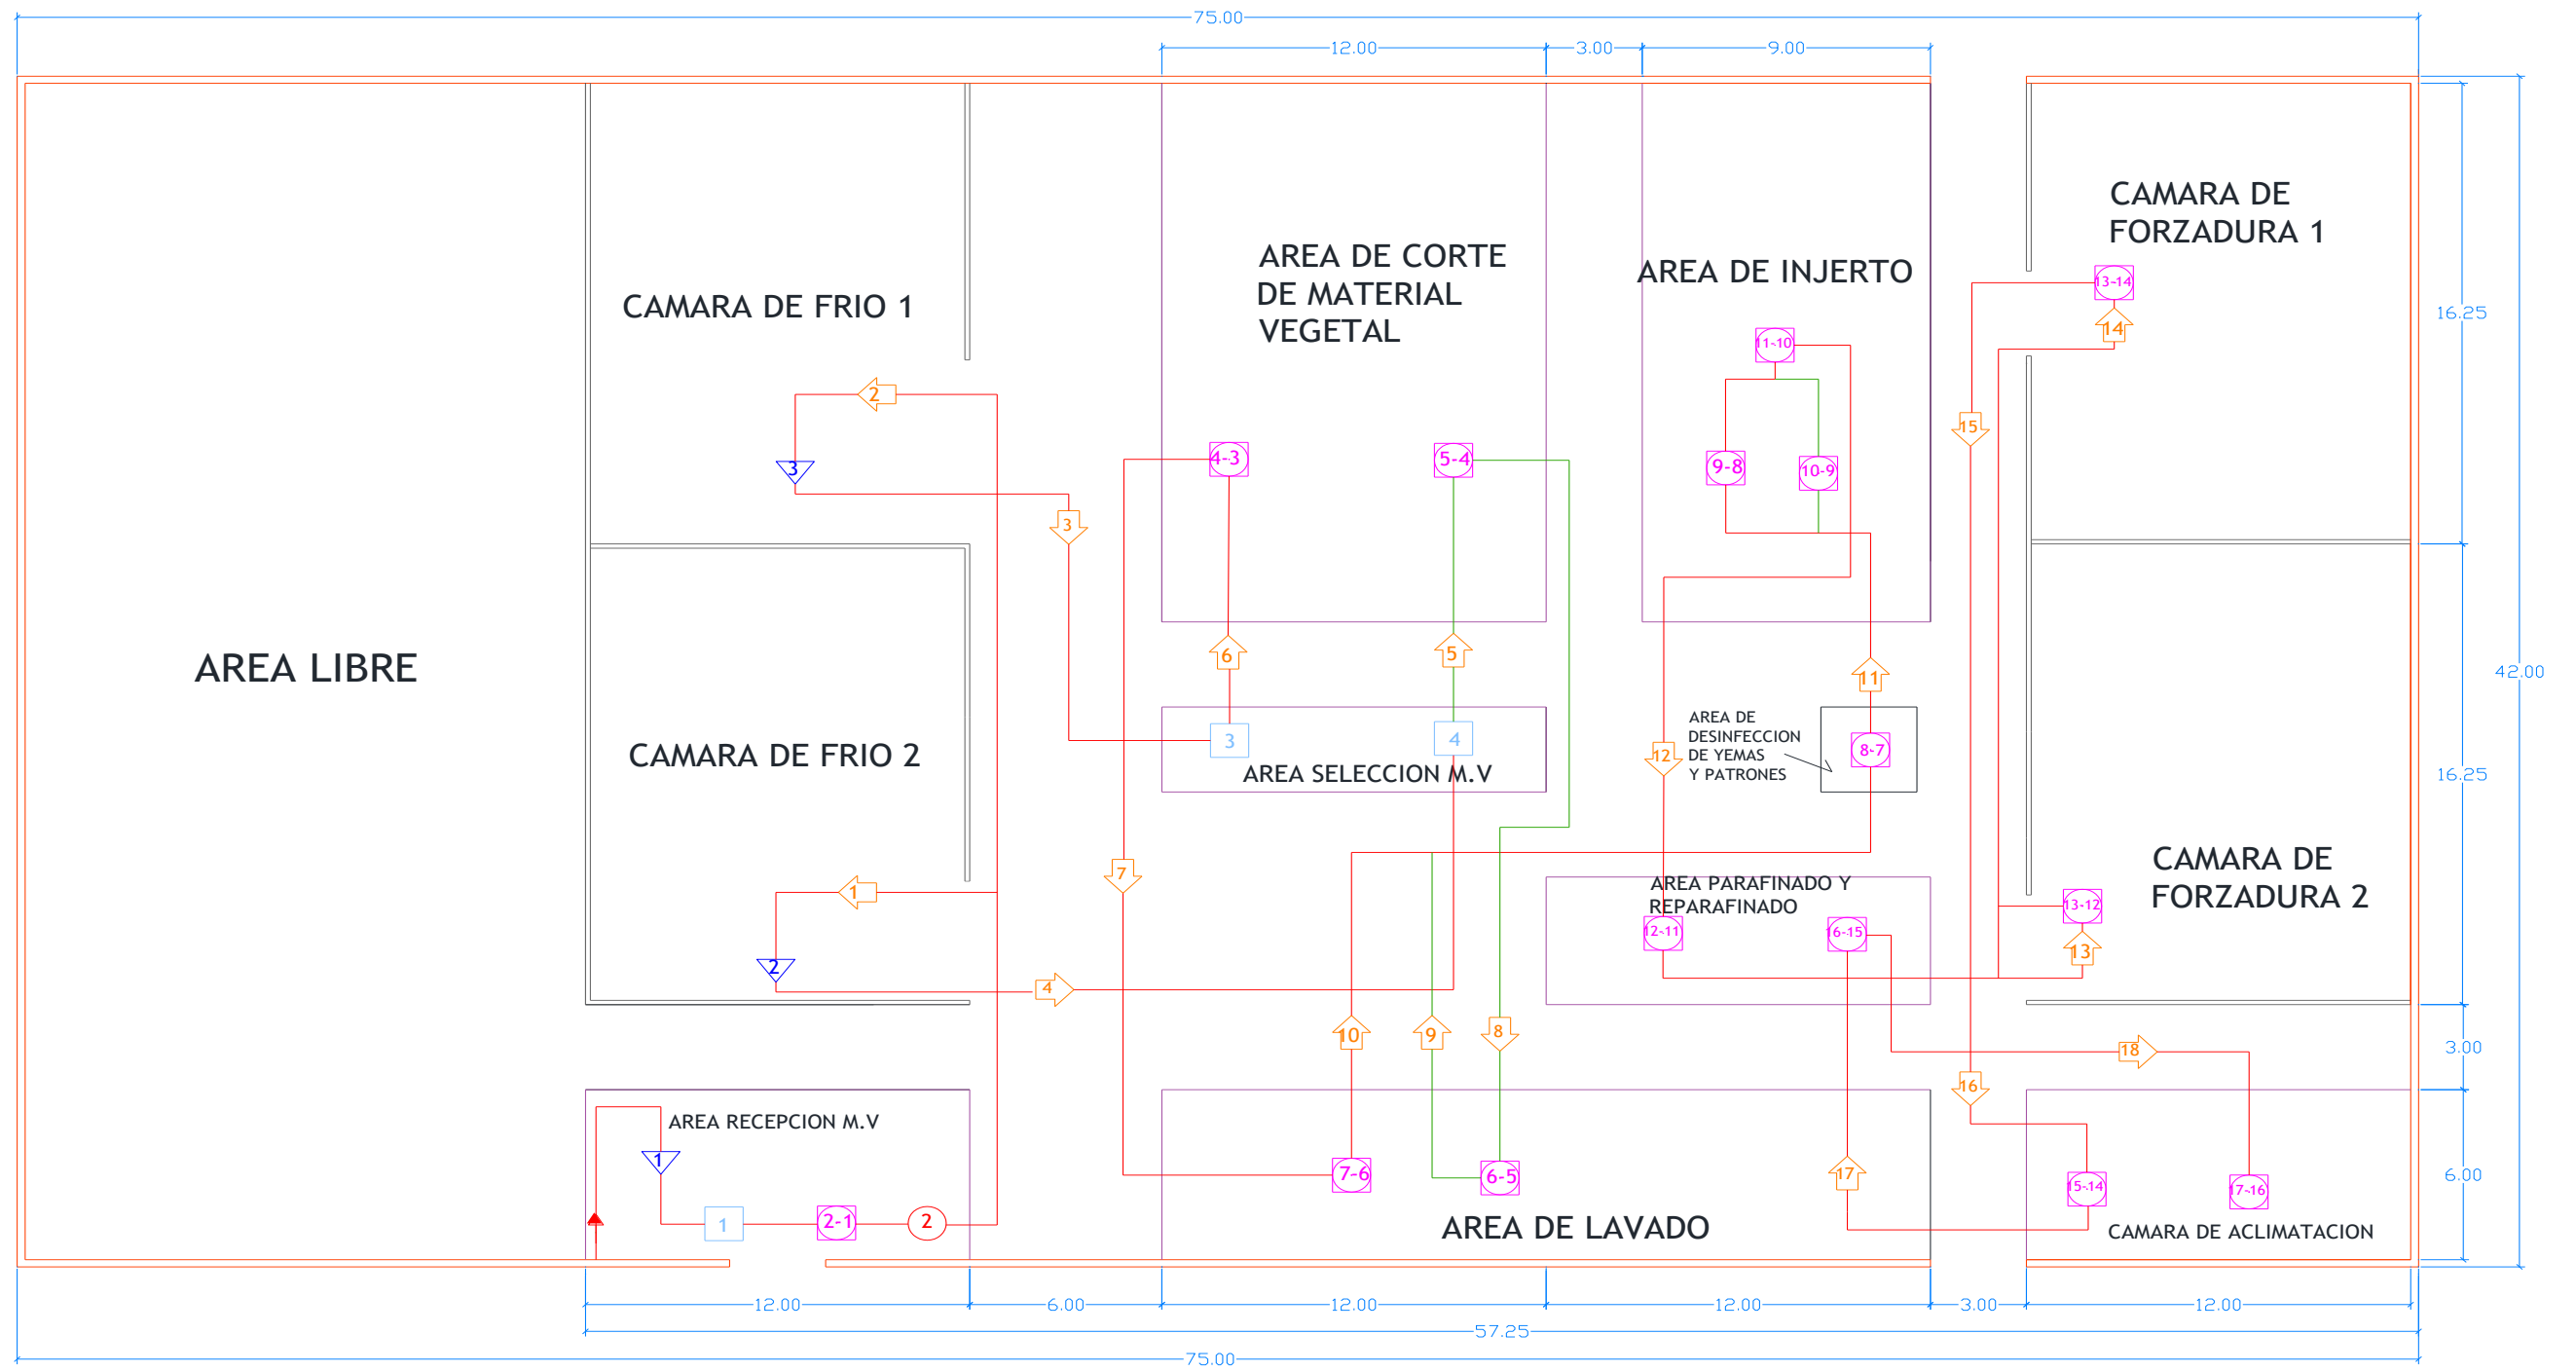 75.00
12.00
3.00
9.00
CAMARA DE
FORZADURA 1
AREA DE CORTE
DE MATERIAL
VEGETAL
AREA DE INJERTO
13-14
CAMARA DE FRIO 1
16.25
14
11-10
2
15
4-3
5-4
3
9-8
10-9
3
6
5
AREA LIBRE
42.00
11
AREA DE
DESINFECCION
DE YEMAS
Y PATRONES
3
4
8-7
12
CAMARA DE FRIO 2
AREA SELECCION M.V
16.25
CAMARA DE
FORZADURA 2
7
1
AREA PARAFINADO Y
REPARAFINADO
13-12
12-11
16-15
13
2
4
10
9
8
18
3.00
16
AREA RECEPCION M.V
1
7-6
6-5
17
15-14
17-16
6.00
1
2-1
2
AREA DE LAVADO
CAMARA DE ACLIMATACION
12.00
6.00
12.00
12.00
3.00
12.00
57.25
75.00